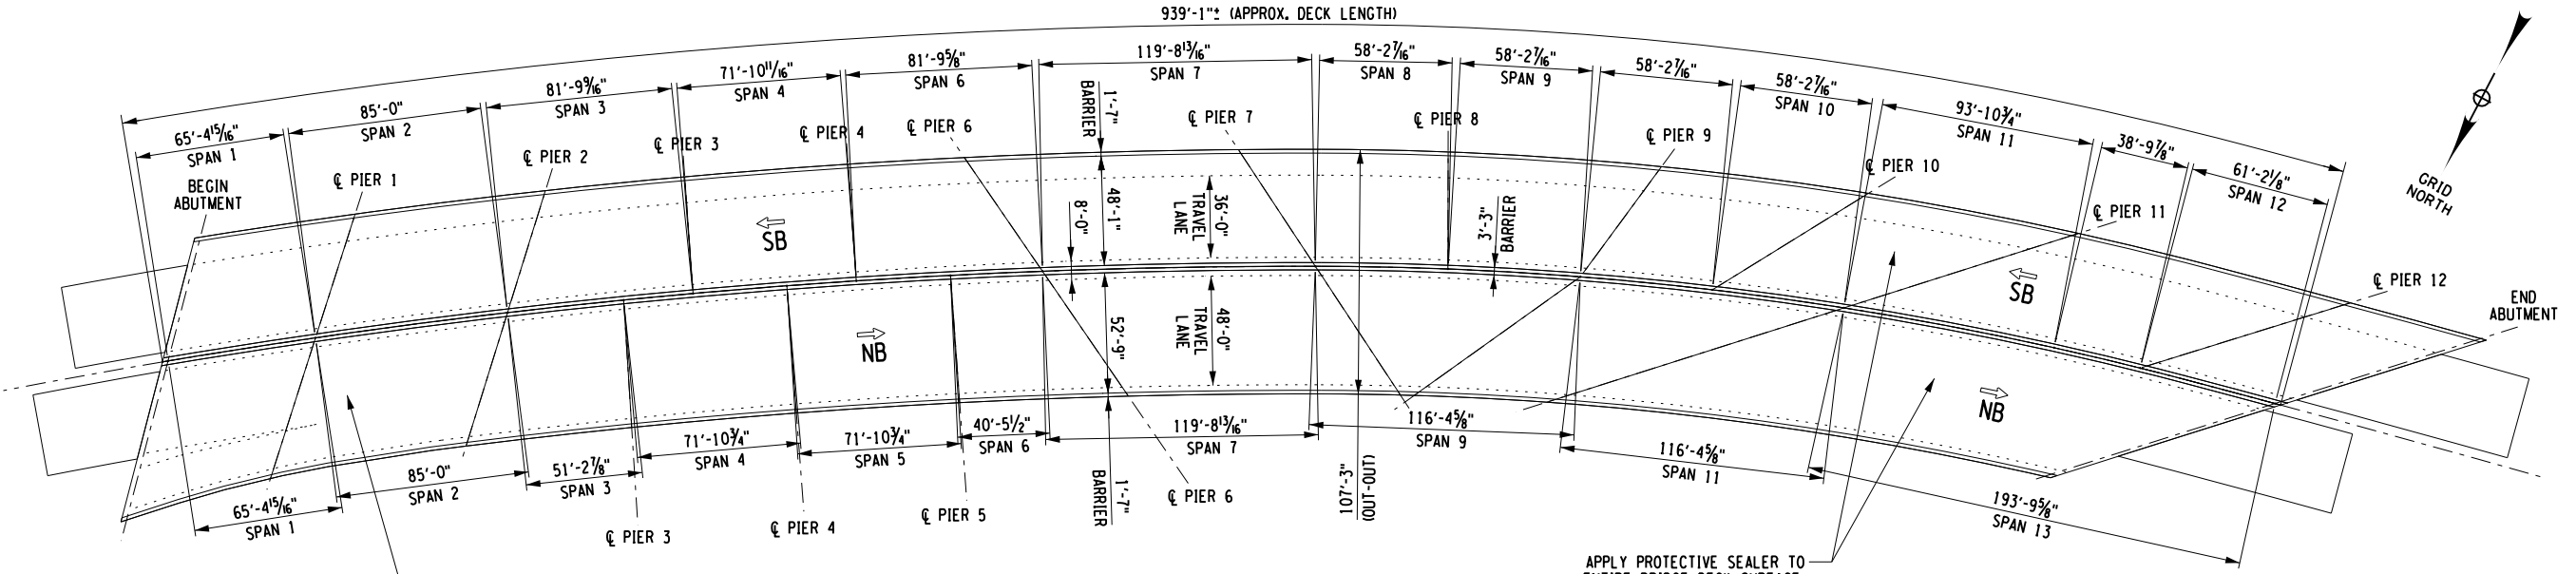 939'-1"± (APPROX. DECK LENGTH)
65'-4 15/16"
SPAN 1
85'-0"
SPAN 2
81'-9 9/16"
SPAN 3
71'-10 11/16"
SPAN 4
81'-9 5/8"
SPAN 6
119'-8 13/16"
SPAN 7
58'-2 7/16"
SPAN 8
58'-2 7/16"
SPAN 9
58'-2 7/16"
58'-2 7/16"
SPAN 10
93'-10 3/4"
SPAN 11
38'-9 7/8"
61'-2 1/8"
SPAN 12
GRID
NORTH
BEGIN
ABUTMENT
℄ PIER 1
℄ PIER 2
℄ PIER 3
℄ PIER 4
℄ PIER 6
1'-7"
BARRIER
℄ PIER 7
℄ PIER 8
℄ PIER 9
℄ PIER 10
℄ PIER 11
℄ PIER 12
END
ABUTMENT
SB
8'-0"
48'-1"
36'-0"
TRAVEL
LANE
3'-3"
BARRIER
SB
NB
52'-9"
48'-0"
TRAVEL
LANE
NB
65'-4 15/16"
SPAN 1
85'-0"
SPAN 2
51'-2 7/8"
SPAN 3
71'-10 3/4"
SPAN 4
71'-10 3/4"
SPAN 5
40'-5 1/2"
SPAN 6
119'-8 13/16"
SPAN 7
116'-4 5/8"
SPAN 9
116'-4 5/8"
SPAN 11
193'-9 5/8"
SPAN 13
℄ PIER 3
℄ PIER 4
℄ PIER 5
1'-7"
BARRIER
℄ PIER 6
107'-3"
(OUT-OUT)
APPLY PROTECTIVE SEALER TO
ENTIRE BRIDGE DECK SURFACE